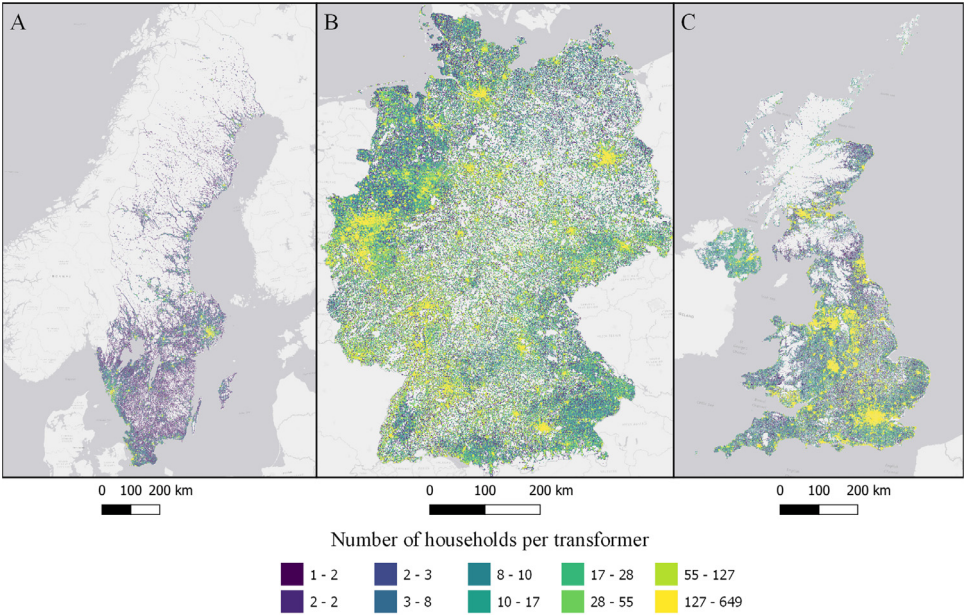 A
B
C
0 100 200 km
0 100 200 km
0 100 200 km
Number of households per transformer
1 - 2
2 - 3
8 - 10
17 - 28
55 - 127
2 - 2
3 - 8
10 - 17
28 - 55
127 - 649